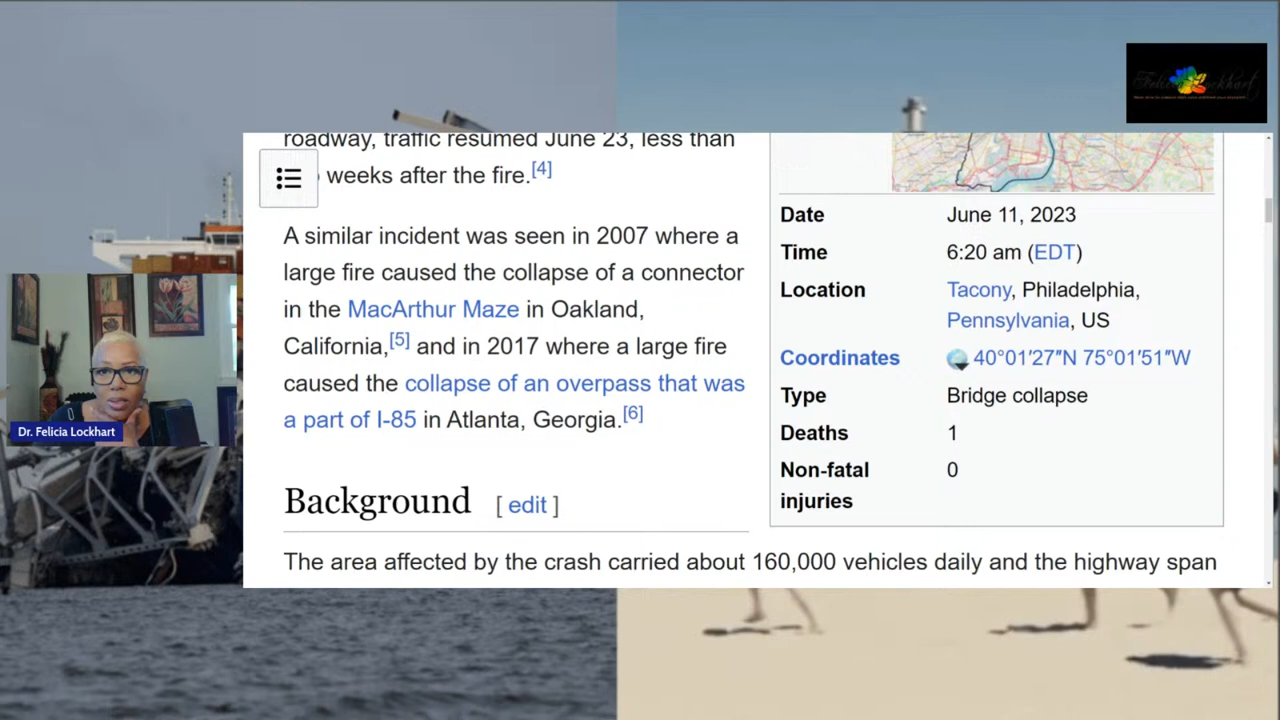 roadway, traffic resumed June 23, less than
weeks after the fire.[4]
A similar incident was seen in 2007 where a
large fire caused the collapse of a connector
in the MacArthur Maze in Oakland,
California,[5] and in 2017 where a large fire
caused the collapse of an overpass that was
a part of I-85 in Atlanta, Georgia.[6]
Background [ edit ]
The area affected by the crash carried about 160,000 vehicles daily and the highway span
Date June 11, 2023
Time 6:20 am (EDT)
Location Tacony, Philadelphia,
Pennsylvania, US
Coordinates 40°01′27″N 75°01′51″W
Type Bridge collapse
Deaths 1
Non-fatal 0
injuries
Dr. Felicia Lockhart